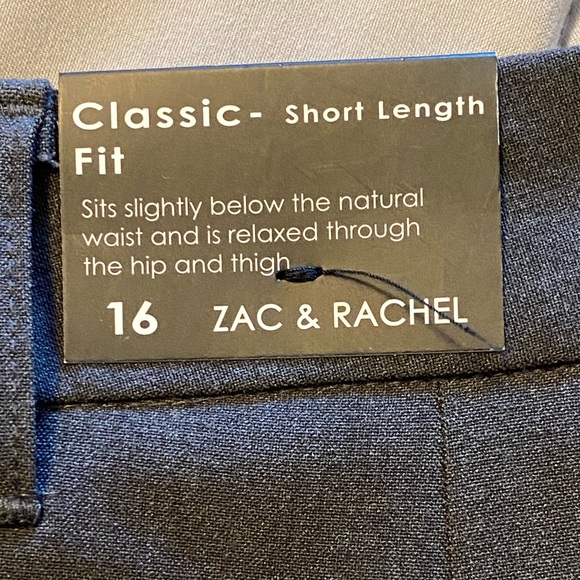 Classic- Short Length
Fit
Sits slightly below the natural
waist and is relaxed through
the hip and thigh
16 ZAC & RACHEL